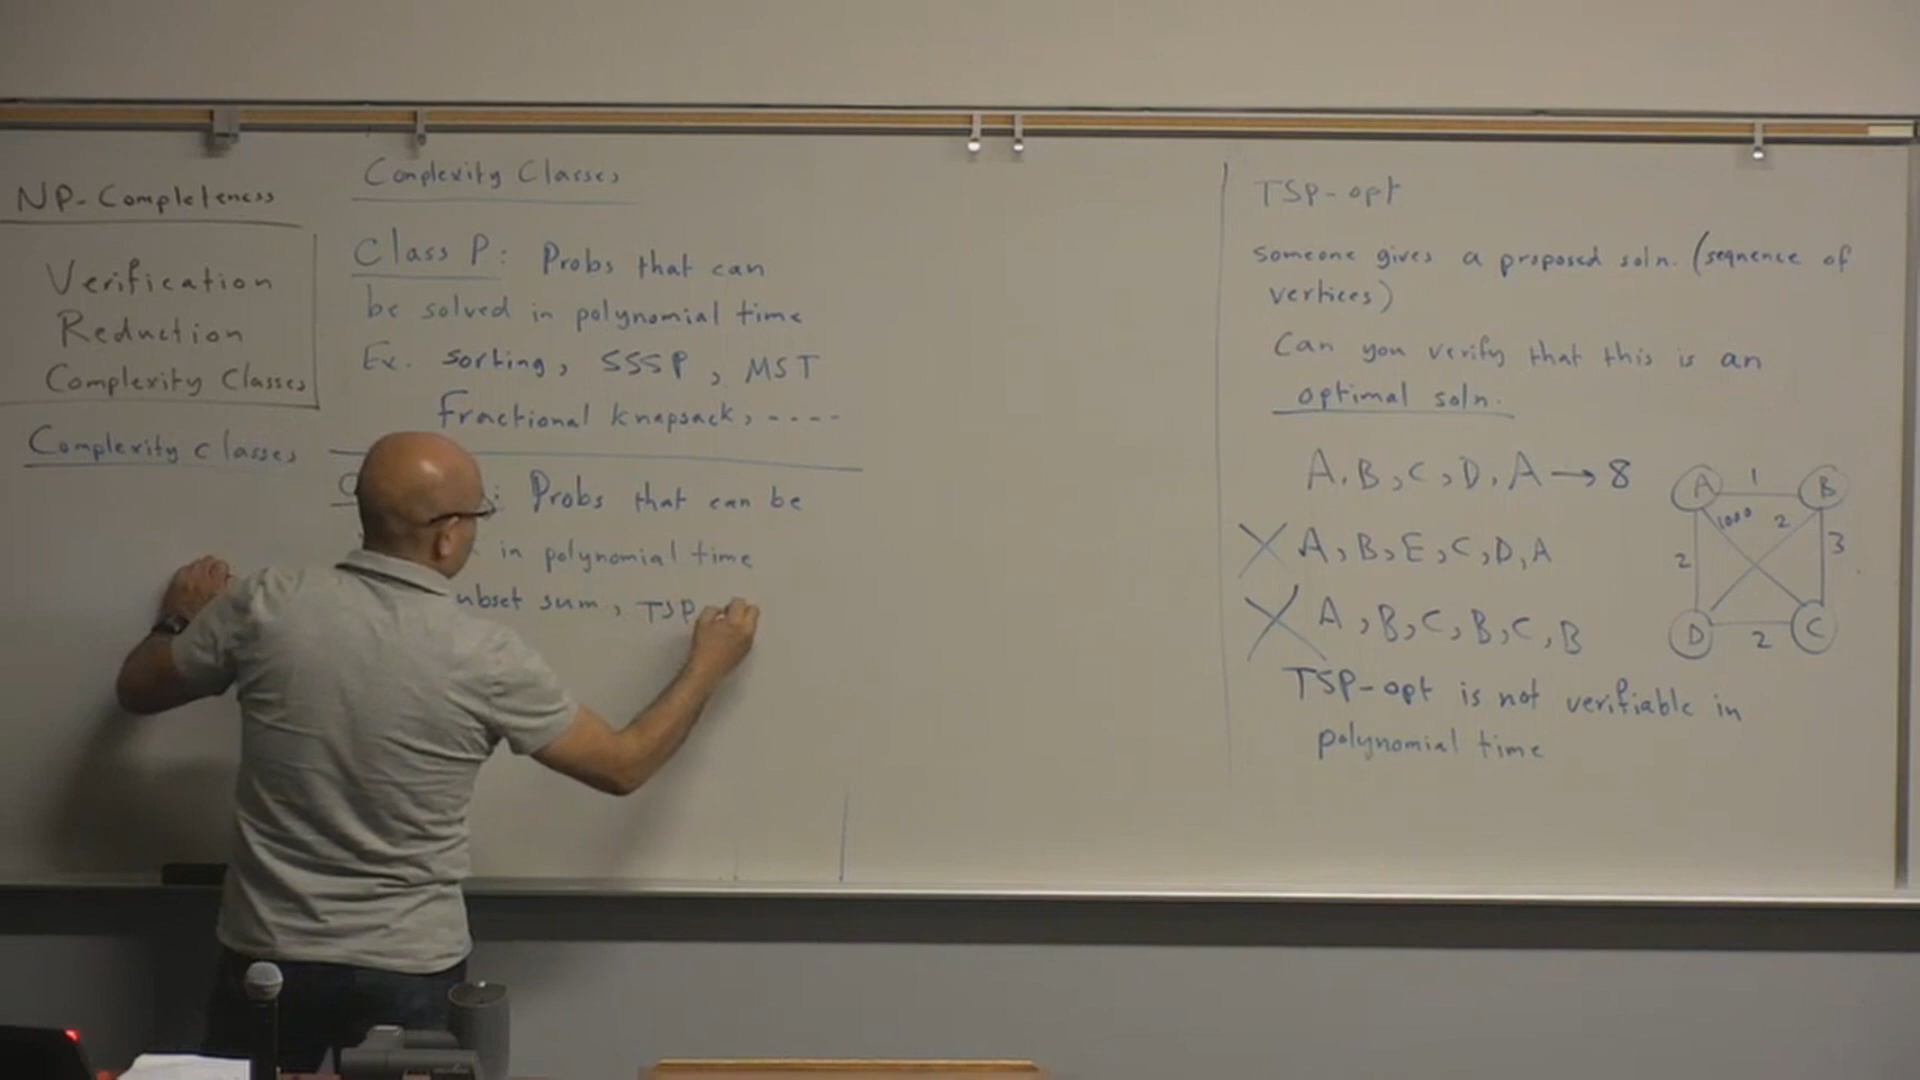 NP-Completeness
Verification
Reduction
Complexity Classes
Complexity classes
Complexity Classes
Class P: Probs that can
be solved in polynomial time
Ex. sorting, SSSP, MST
Fractional knapsack, ----
: Probs that can be
in polynomial time
ubset sum, TSP
TSP-opt
someone gives a proposed soln. (sequence of
vertices)
Can you verify that this is an
optimal soln.
A, B, C, D, A → 8
A, B, E, C, D, A
A, B, C, B, C, B
TSP-opt is not verifiable in
polynomial time
A 1 B
1000 2
2 3
D 2 C